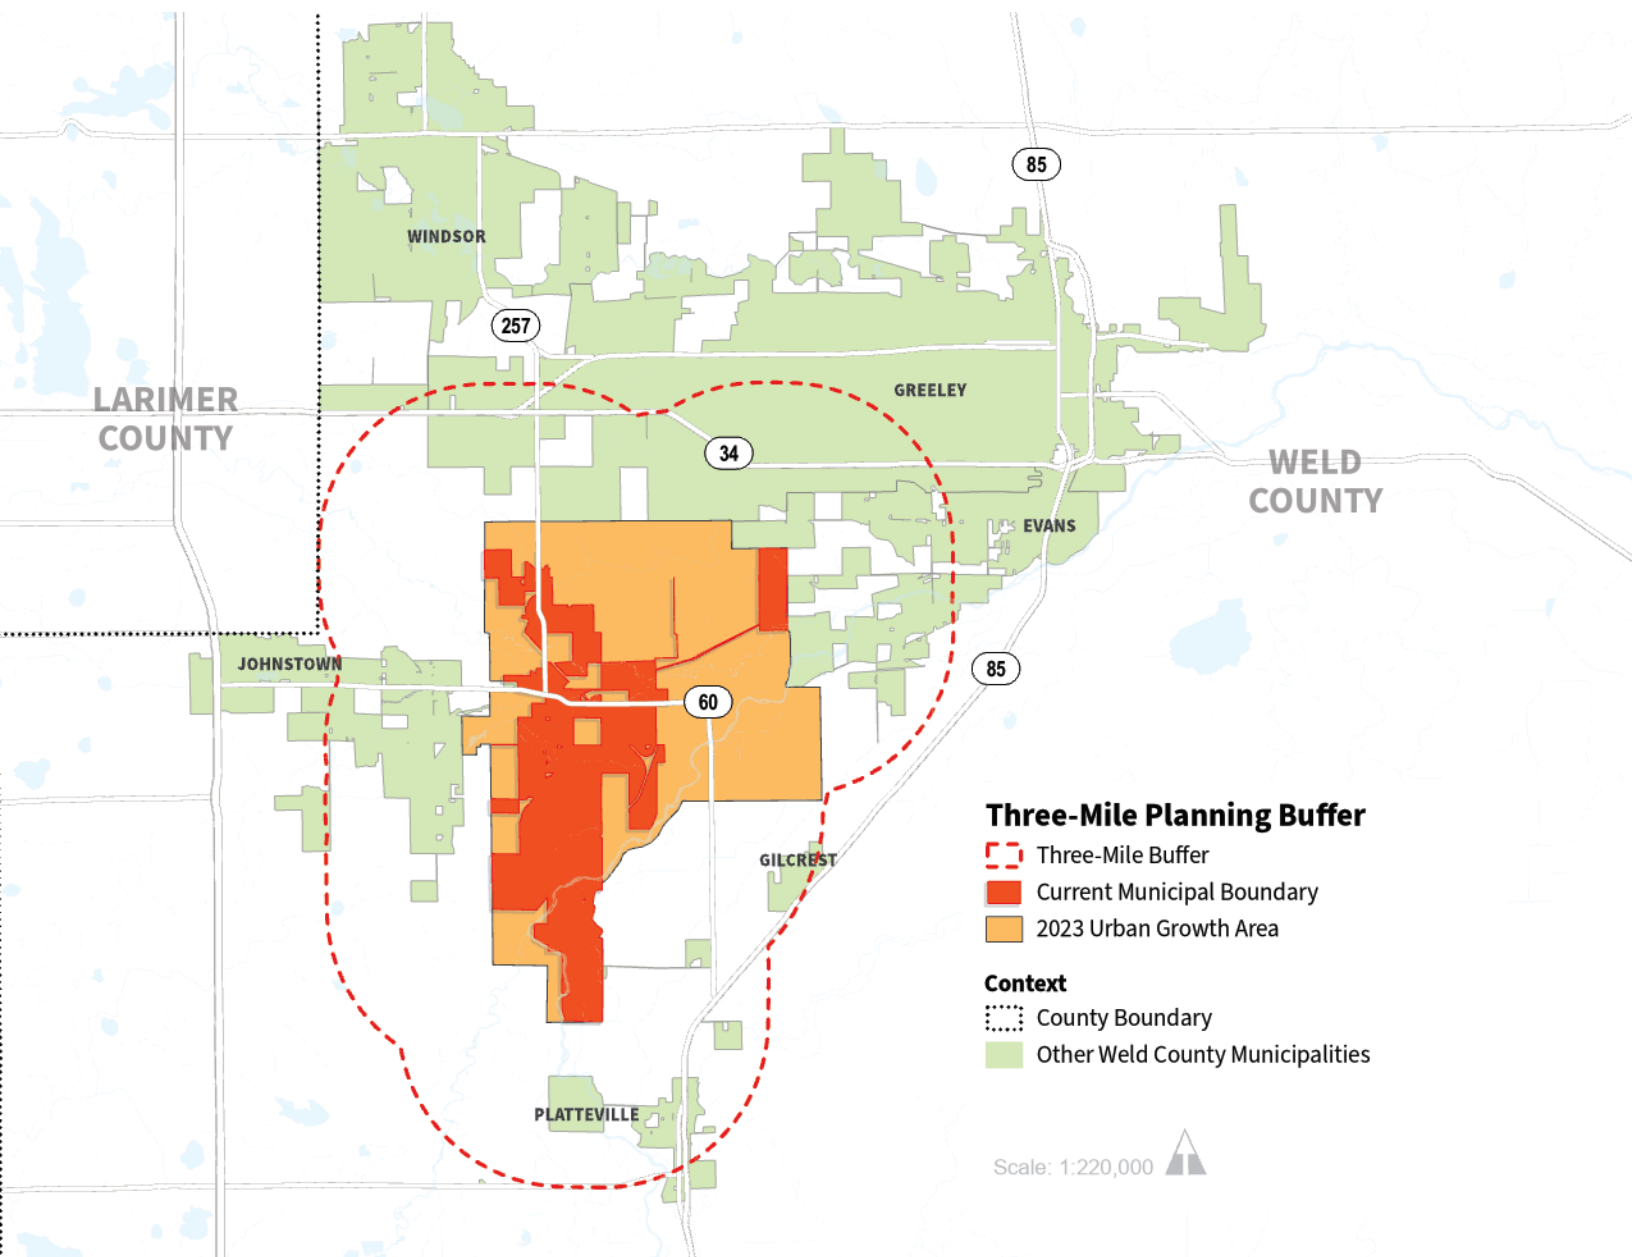 85
WINDSOR
257
LARIMER
COUNTY
GREELEY
34
WELD
COUNTY
EVANS
JOHNSTOWN
85
60
GILCREST
PLATTEVILLE
Three-Mile Planning Buffer
Three-Mile Buffer
Current Municipal Boundary
2023 Urban Growth Area
Context
County Boundary
Other Weld County Municipalities
Scale: 1:220,000